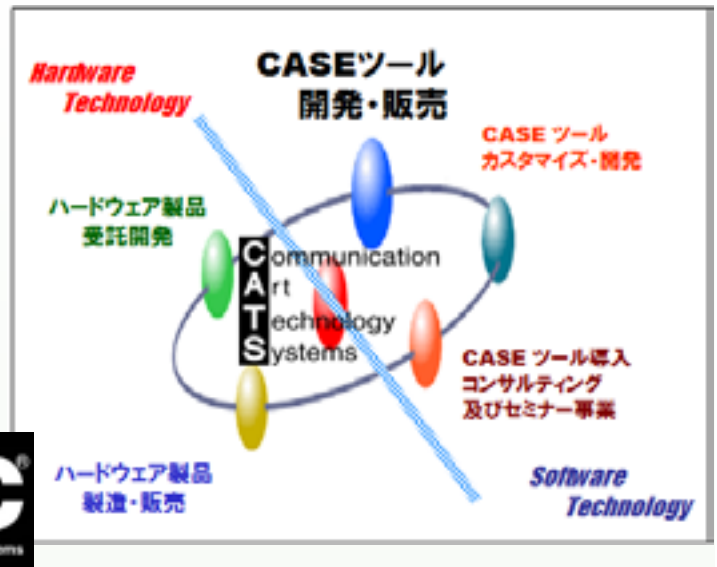 Hardware
Technology
CASEツール
開発・販売
CASE ツール
カスタマイズ・開発
ハードウェア製品
受託開発
Communication
Art
Technology
Systems
CASE ツール導入
コンサルティング
及びセミナー事業
ハードウェア製品
製造・販売
Software
Technology
C®
ems